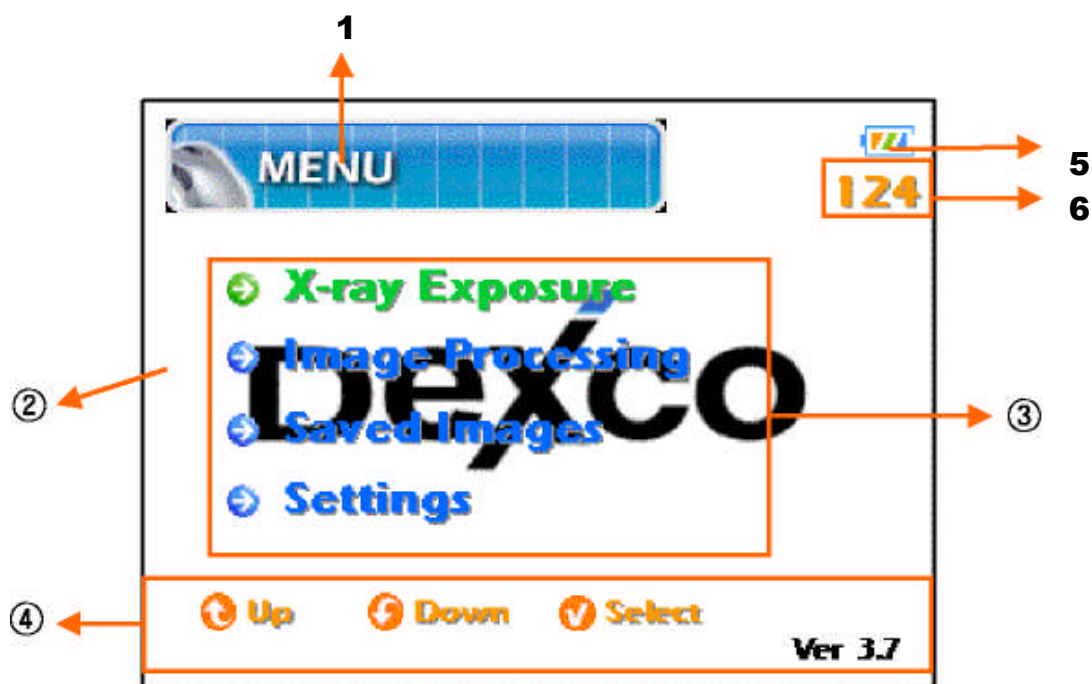 1
MENU
5
124
6
X-ray Exposure
Image Processing
Dexco
②
③
Saved Images
Settings
④
Up Down Select
Ver 3.7